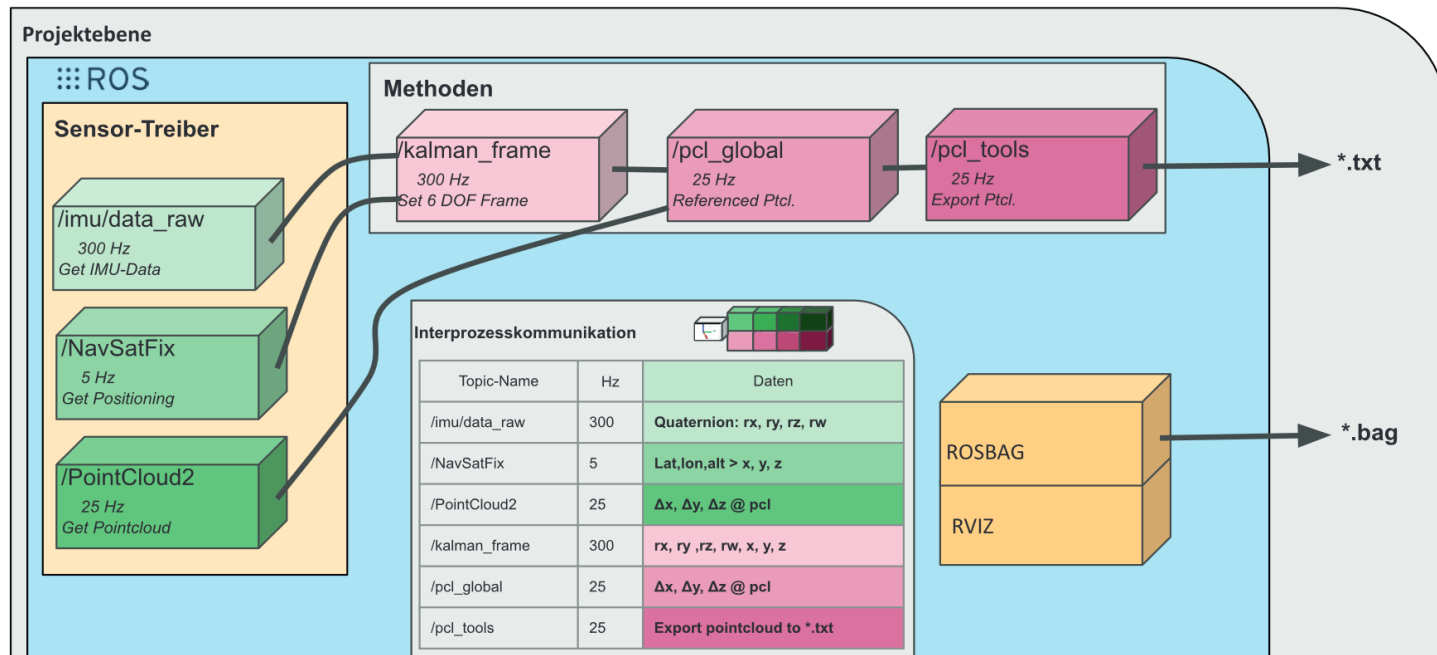 Projektebene
ROS
Sensor-Treiber
/imu/data_raw
300 Hz
Get IMU-Data
/NavSatFix
5 Hz
Get Positioning
/PointCloud2
25 Hz
Get Pointcloud
Methoden
/kalman_frame
300 Hz
Set 6 DOF Frame
/pcl_global
25 Hz
Referenced Ptcl.
/pcl_tools
25 Hz
Export Ptcl.
*.txt
Interprozesskommunikation
Topic-Name Hz Daten
/imu/data_raw 300 Quaternion: rx, ry, rz, rw
/NavSatFix 5 Lat,lon,alt > x, y, z
/PointCloud2 25 Δx, Δy, Δz @ pcl
/kalman_frame 300 rx, ry ,rz, rw, x, y, z
/pcl_global 25 Δx, Δy, Δz @ pcl
/pcl_tools 25 Export pointcloud to *.txt
ROSBAG
RVIZ
*.bag